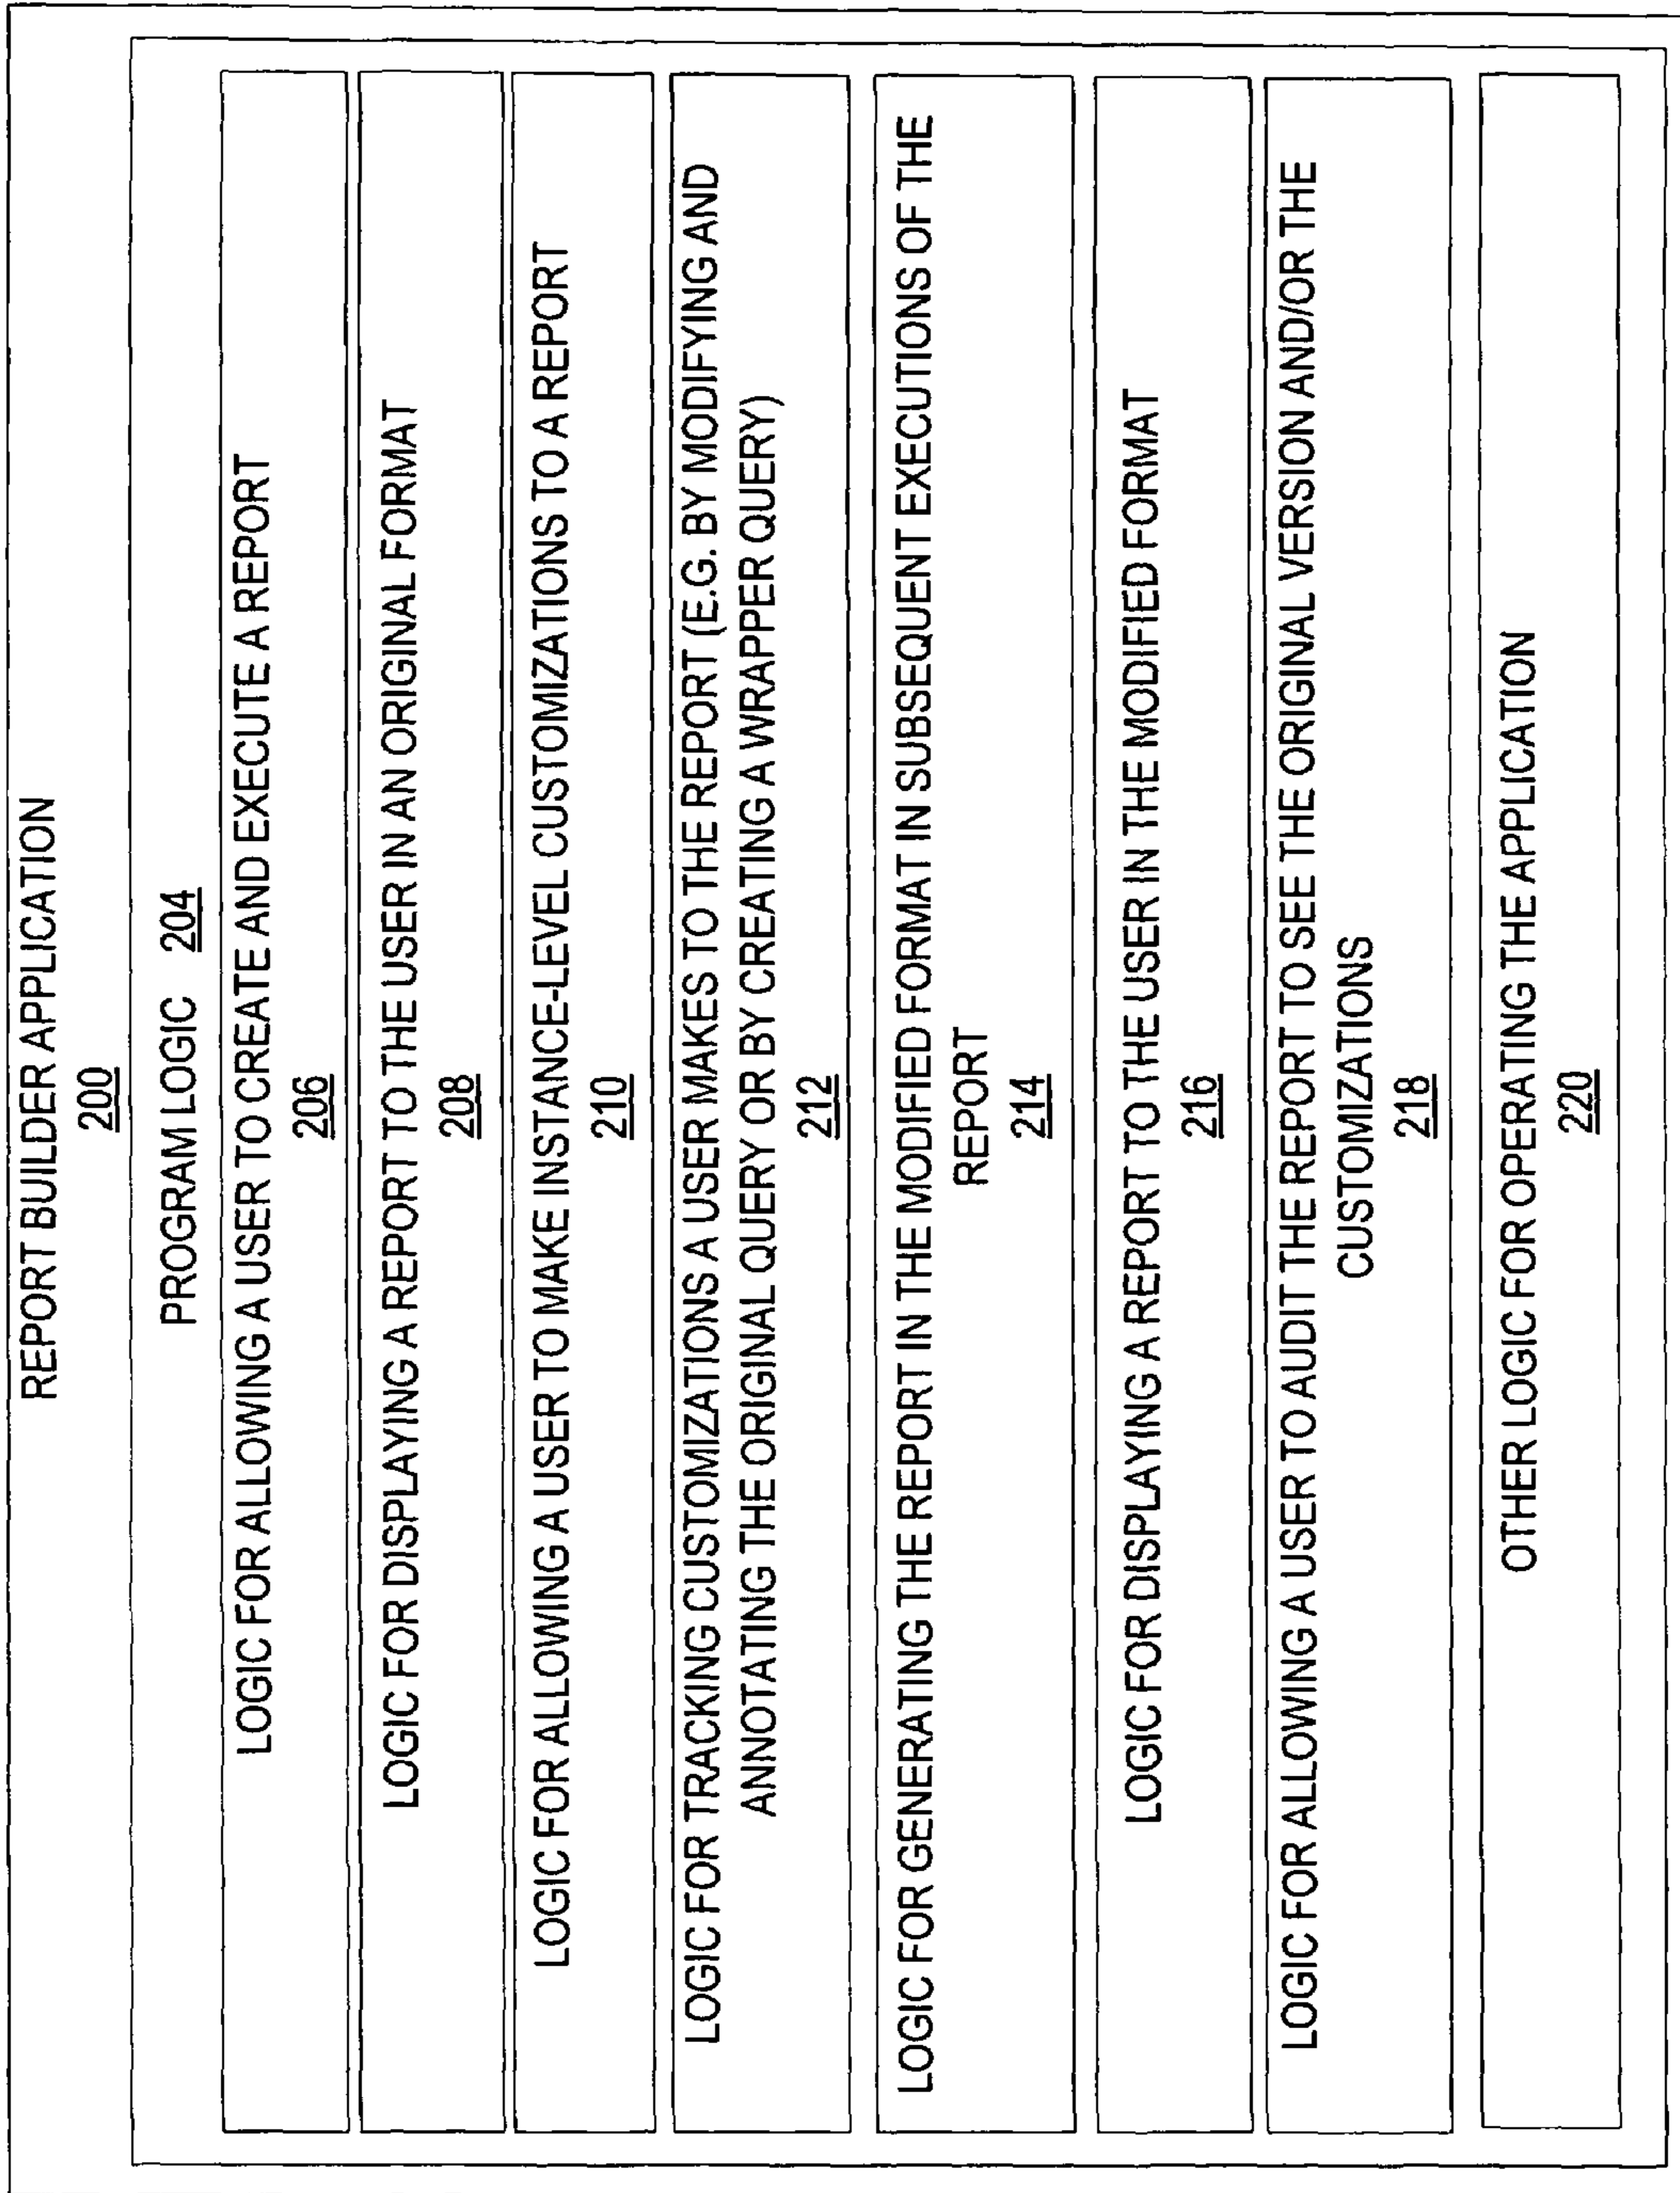 REPORT BUILDER APPLICATION
200
PROGRAM LOGIC 204
LOGIC FOR ALLOWING A USER TO CREATE AND EXECUTE A REPORT
206
LOGIC FOR DISPLAYING A REPORT TO THE USER IN AN ORIGINAL FORMAT
208
LOGIC FOR ALLOWING A USER TO MAKE INSTANCE-LEVEL CUSTOMIZATIONS TO A REPORT
210
LOGIC FOR TRACKING CUSTOMIZATIONS A USER MAKES TO THE REPORT (E.G. BY MODIFYING AND
ANNOTATING THE ORIGINAL QUERY OR BY CREATING A WRAPPER QUERY)
212
LOGIC FOR GENERATING THE REPORT IN THE MODIFIED FORMAT IN SUBSEQUENT EXECUTIONS OF THE
REPORT
214
LOGIC FOR DISPLAYING A REPORT TO THE USER IN THE MODIFIED FORMAT
216
LOGIC FOR ALLOWING A USER TO AUDIT THE REPORT TO SEE THE ORIGINAL VERSION AND/OR THE
CUSTOMIZATIONS
218
OTHER LOGIC FOR OPERATING THE APPLICATION
220